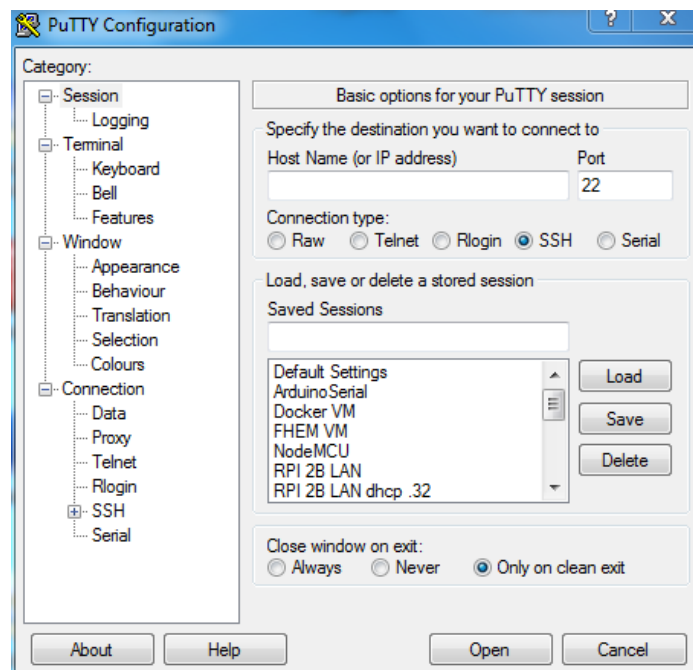 PuTTY Configuration
?
X
Category:
Session
Logging
Terminal
Keyboard
Bell
Features
Window
Appearance
Behaviour
Translation
Selection
Colours
Connection
Data
Proxy
Telnet
Rlogin
SSH
Serial
Basic options for your PuTTY session
Specify the destination you want to connect to
Host Name (or IP address) Port
22
Connection type:
Raw Telnet Rlogin SSH Serial
Load, save or delete a stored session
Saved Sessions
Default Settings
ArduinoSerial
Docker VM
FHEM VM
NodeMCU
RPI 2B LAN
RPI 2B LAN dhcp .32
Load
Save
Delete
Close window on exit:
Always Never Only on clean exit
About Help Open Cancel